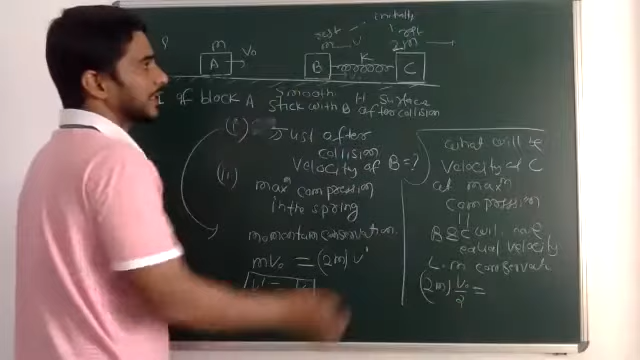 initially
rest
rest
m
m
v
2m
A
V₀
B
K
C
Smooth H Surface
I f block A stick with B after collision
(i) Just after
collision
velocity of B = ?
(ii) maxᵐ compression
in the spring
momentum conservation
mv₀ = (2m) v'
v' =
what will be
velocity of C
at maxᵐ
compression
B & C will have
equal velocity
L.m conservat
(2m) V₀/2 =